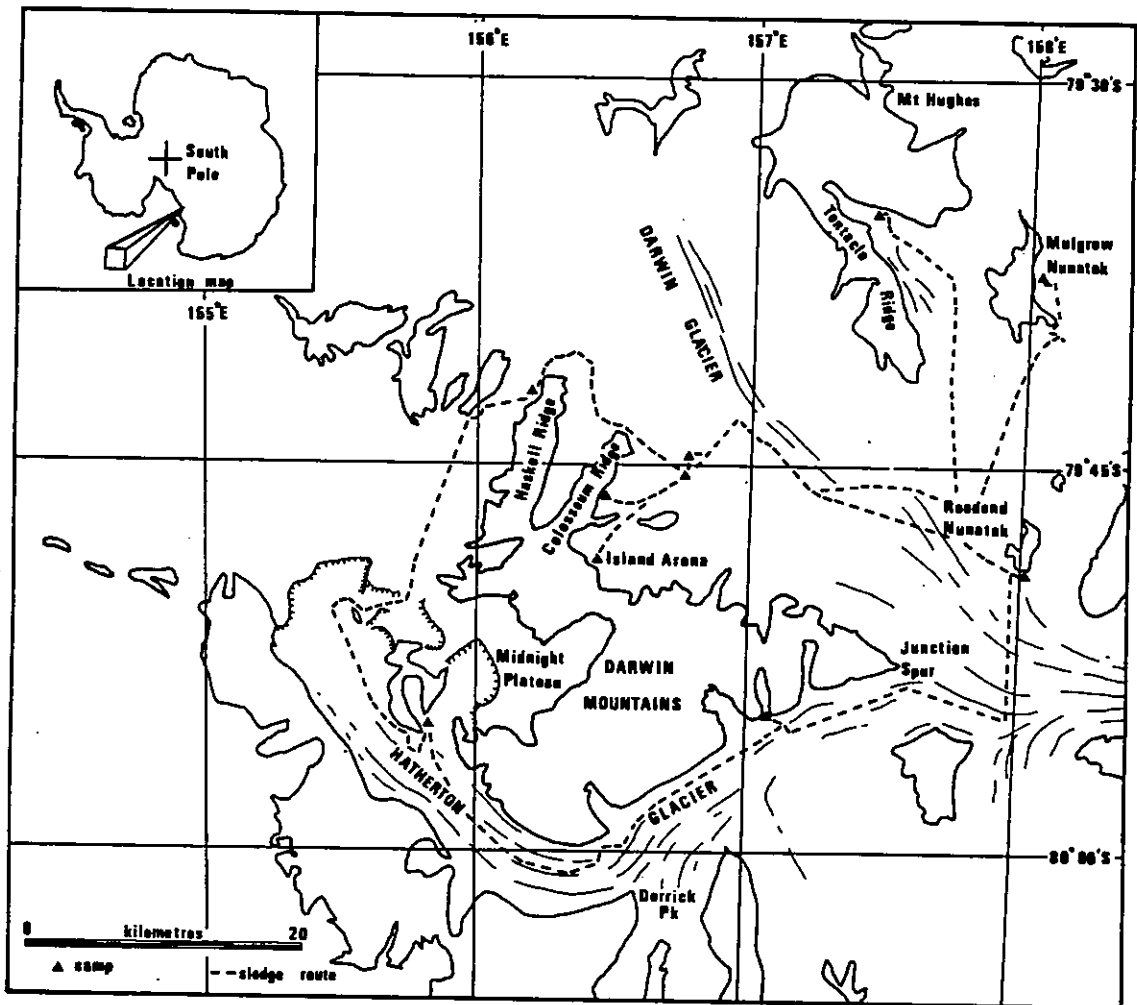 156°E
157°E
158°E
79°30'S
Mt Hughes
South
Pole
Location map
155°E
Tentacle
Ridge
Mulgrew
Nunatak
DARWIN
GLACIER
Haskell Ridge
Colosseum Ridge
79°45'S
Roadend
Nunatak
Island Arena
Midnight
Plateau
DARWIN
MOUNTAINS
Junction
Spur
HATHERTON
GLACIER
80°00'S
Derrick
Pk
0 kilometres 20
camp
sledge route